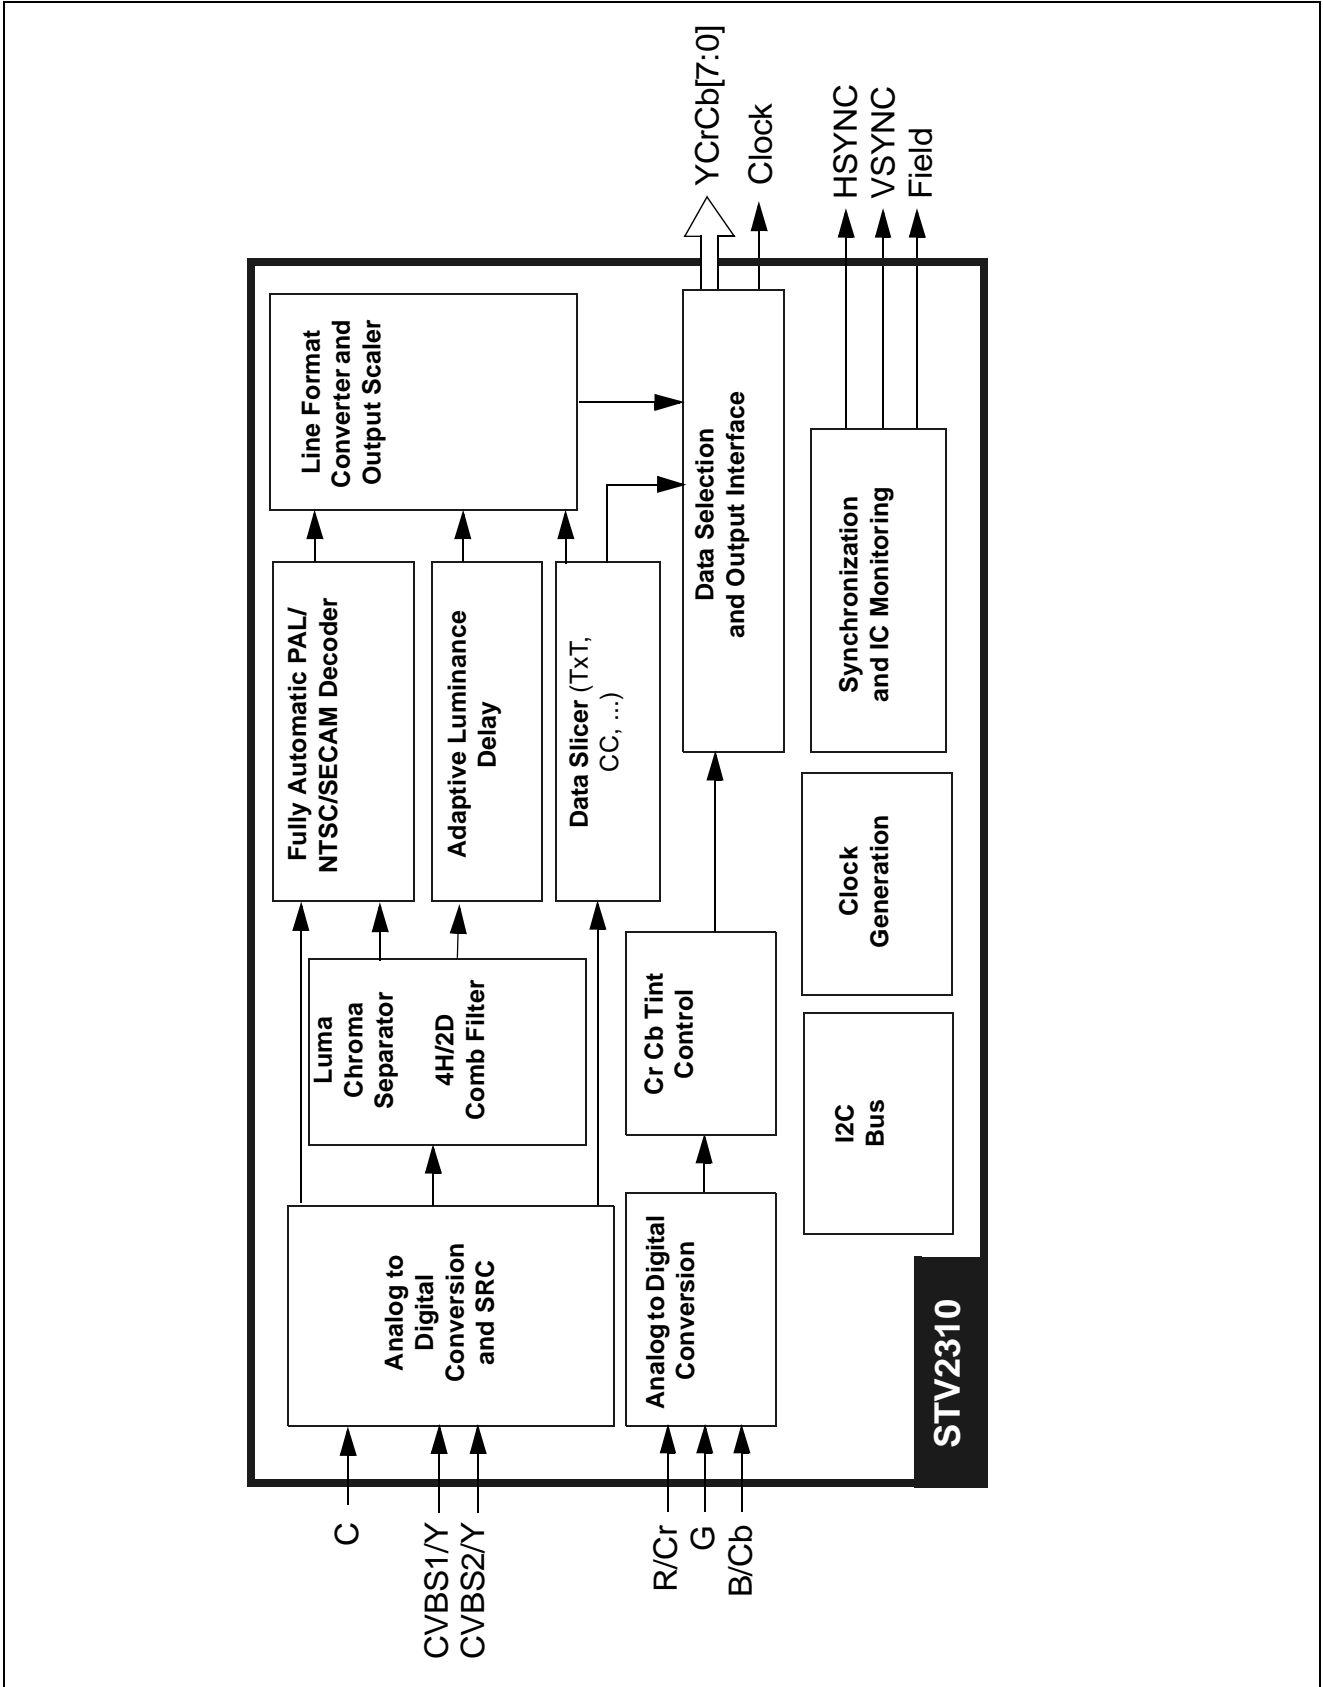 C
CVBS1/Y
CVBS2/Y
R/Cr
G
B/Cb
Analog to
Digital
Conversion
and SRC
Analog to Digital
Conversion
Luma
Chroma
Separator
4H/2D
Comb Filter
Cr Cb Tint
Control
Fully Automatic PAL/
NTSC/SECAM Decoder
Adaptive Luminance
Delay
Data Slicer (TxT,
CC, ...)
Line Format
Converter and
Output Scaler
Data Selection
and Output Interface
I2C
Bus
Clock
Generation
Synchronization
and IC Monitoring
YCrCb[7:0]
Clock
HSYNC
VSYNC
Field
STV2310